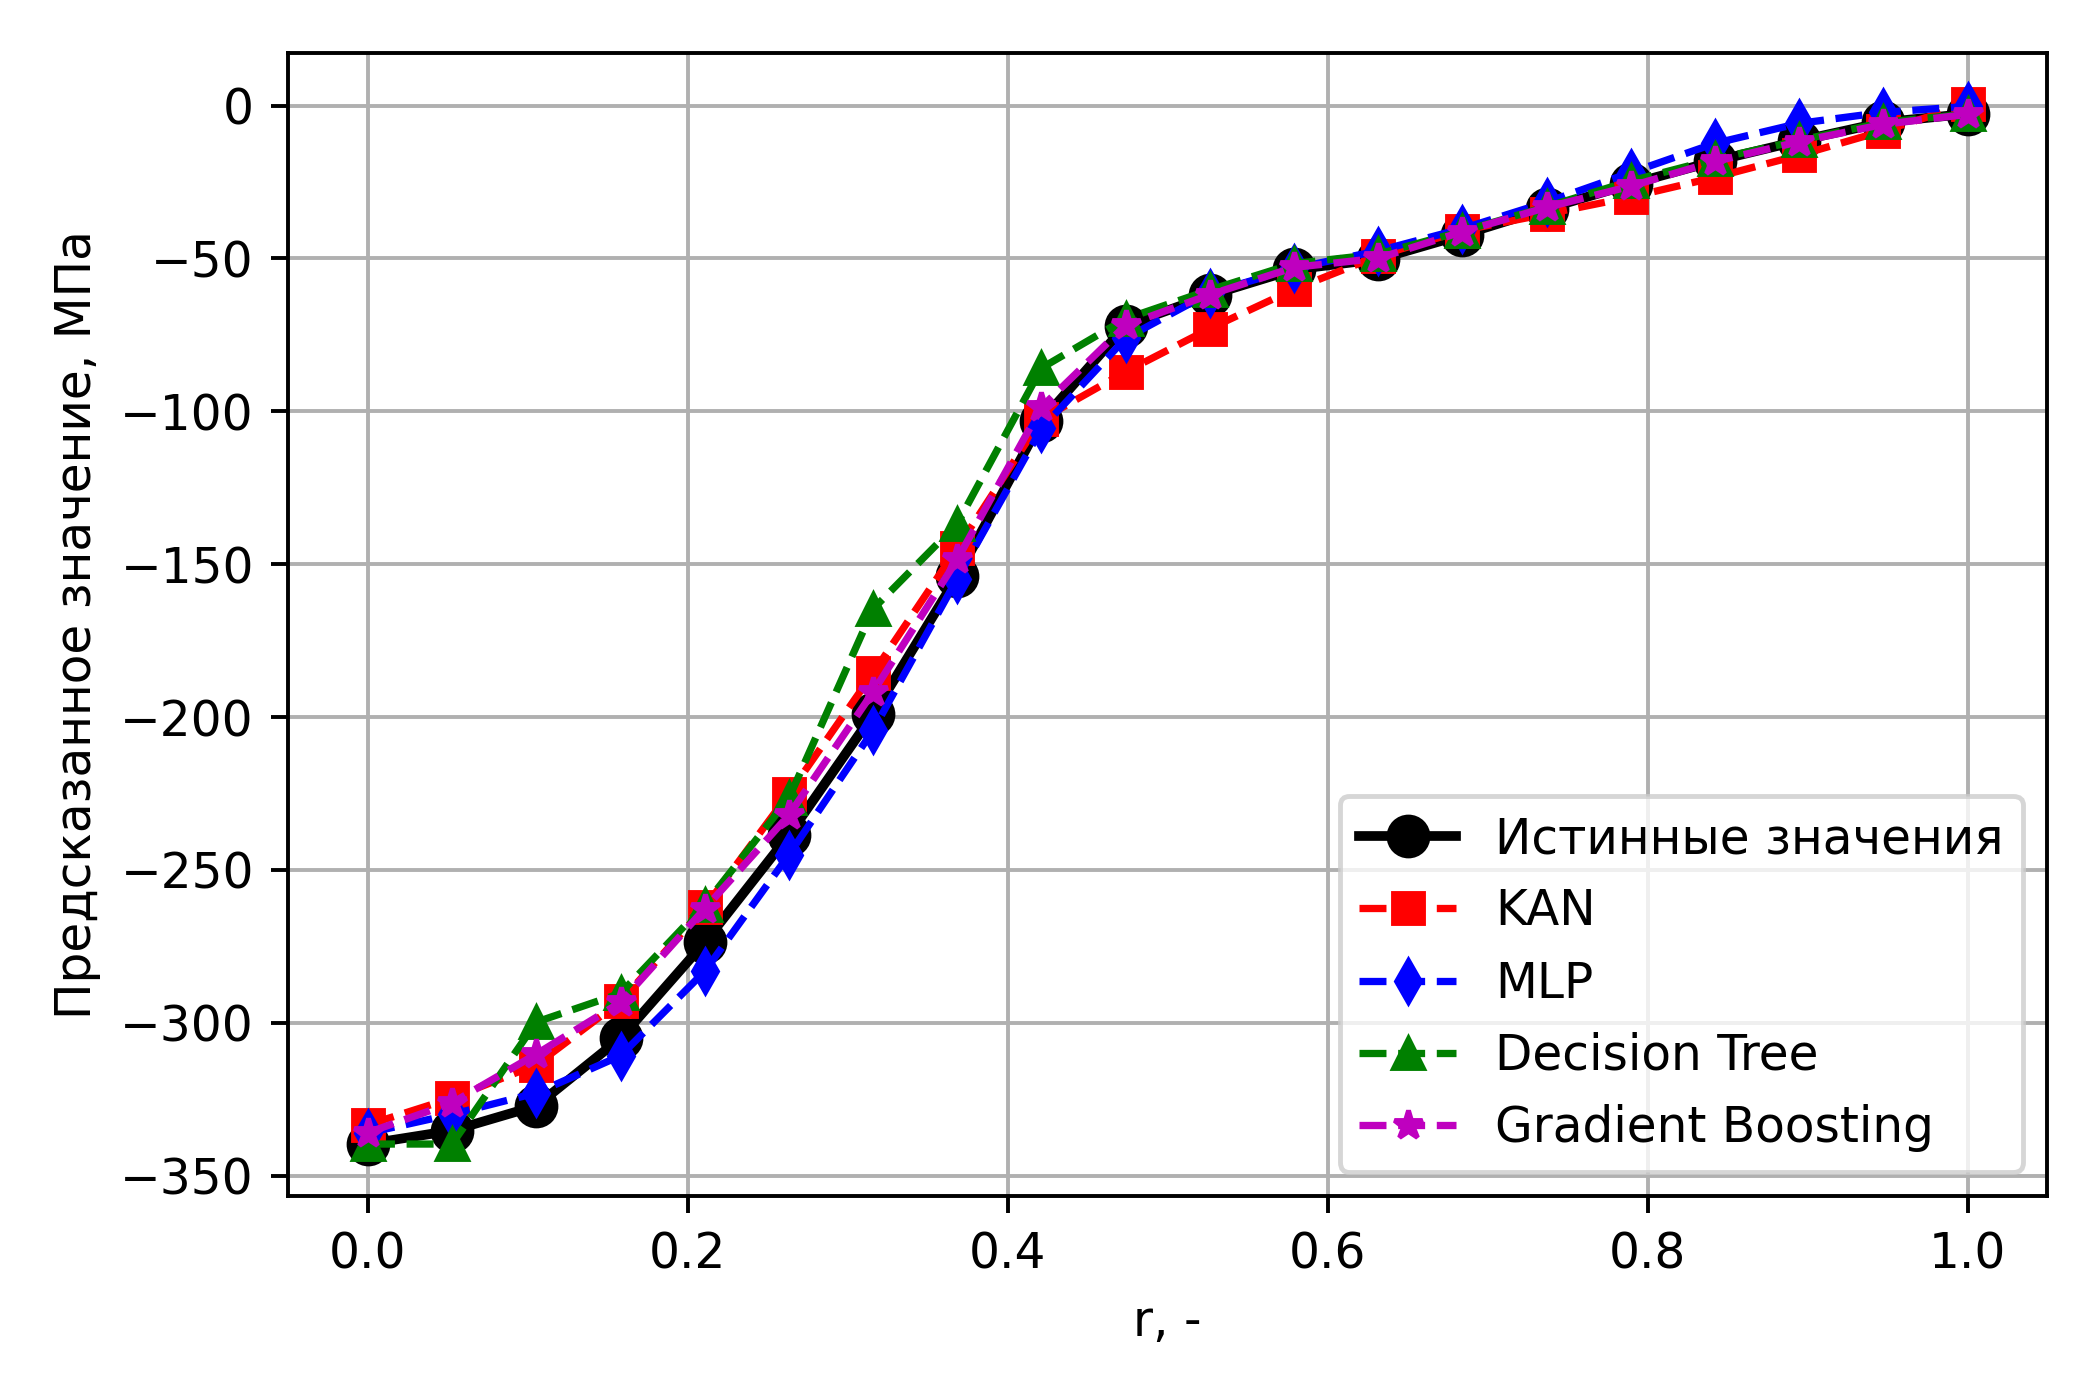 Предсказанное значение, МПа
0
−50
−100
−150
−200
−250
−300
−350
0.0 0.2 0.4 0.6 0.8 1.0
r, -
Истинные значения
KAN
MLP
Decision Tree
Gradient Boosting